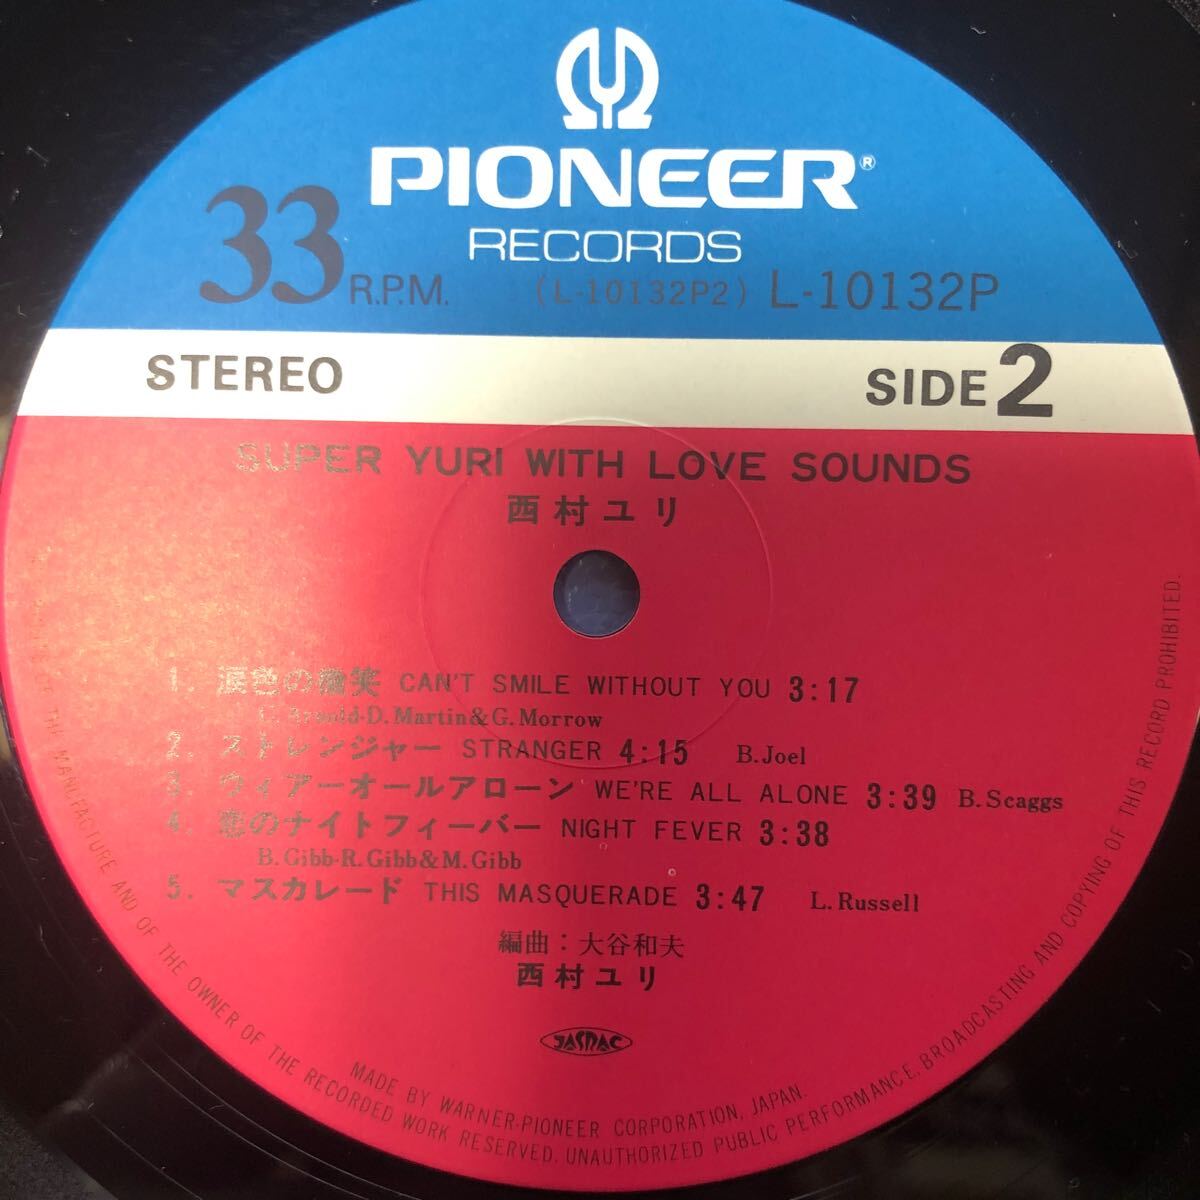 PIONEER®
RECORDS
33 R.P.M. (L-10132P2) L-10132P
STEREO SIDE 2
SUPER YURI WITH LOVE SOUNDS
西村ユリ
1. 涙色の微笑 CAN'T SMILE WITHOUT YOU 3:17
C. Arnold-D. Martin&G. Morrow
2. ストレンジャー STRANGER 4:15 B.Joel
3. ウィアーオールアローン WE'RE ALL ALONE 3:39 B.Scaggs
4. 恋のナイトフィーバー NIGHT FEVER 3:38
B. Gibb-R. Gibb&M. Gibb
5. マスカレード THIS MASQUERADE 3:47 L. Russell
編曲：大谷和夫
西村ユリ
JASRAC
MADE BY WARNER-PIONEER CORPORATION, JAPAN.
THE MANUFACTURE AND OF THE OWNER OF THE RECORDED WORK RESERVED. UNAUTHORIZED PUBLIC PERFORMANCE, BROADCASTING AND COPYING OF THIS RECORD PROHIBITED.